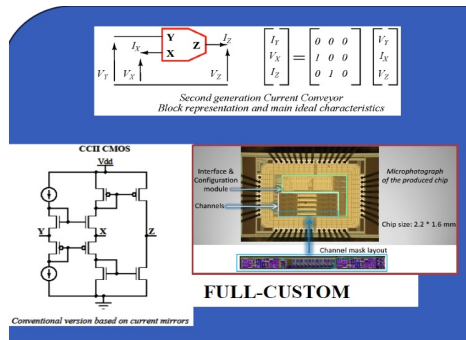 Y
X
Z
I_X
I_Z
V_Y
V_X
V_Z
I_Y
V_X
I_Z
=
0 0 0
1 0 0
0 1 0
V_Y
I_X
V_Z
Second generation Current Conveyor
Block representation and main ideal characteristics
CCII CMOS
Vdd
Y
X
Z
Conventional version based on current mirrors
Interface &
Configuration
module
Channels
Microphotograph
of the produced chip
Chip size: 2.2 * 1.6 mm
Channel mask layout
FULL-CUSTOM